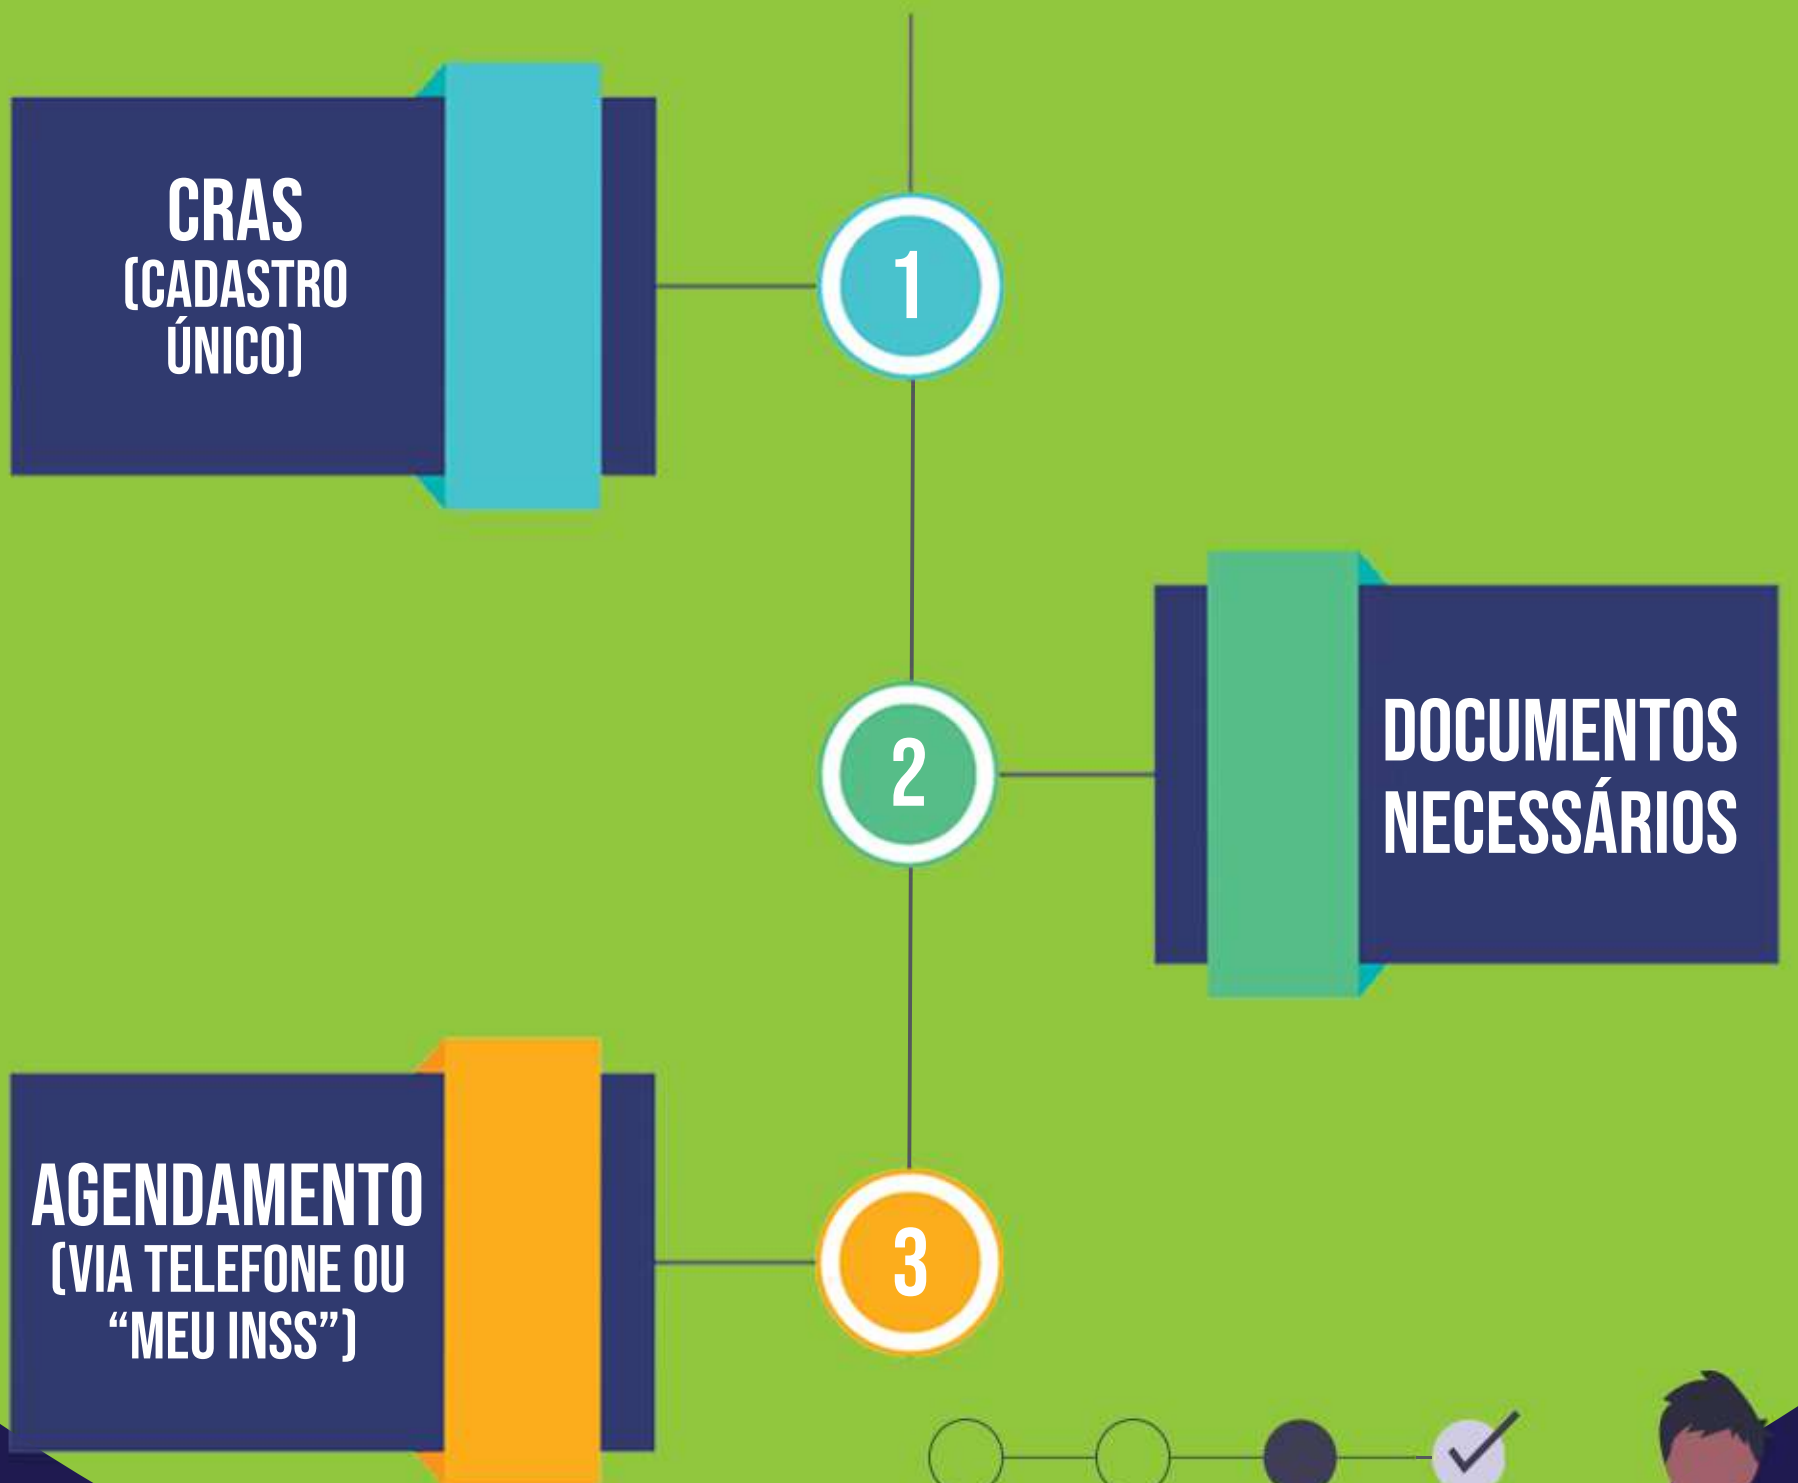 CRAS
(CADASTRO
ÚNICO)
1
2
DOCUMENTOS
NECESSÁRIOS
AGENDAMENTO
(VIA TELEFONE OU
“MEU INSS”)
3